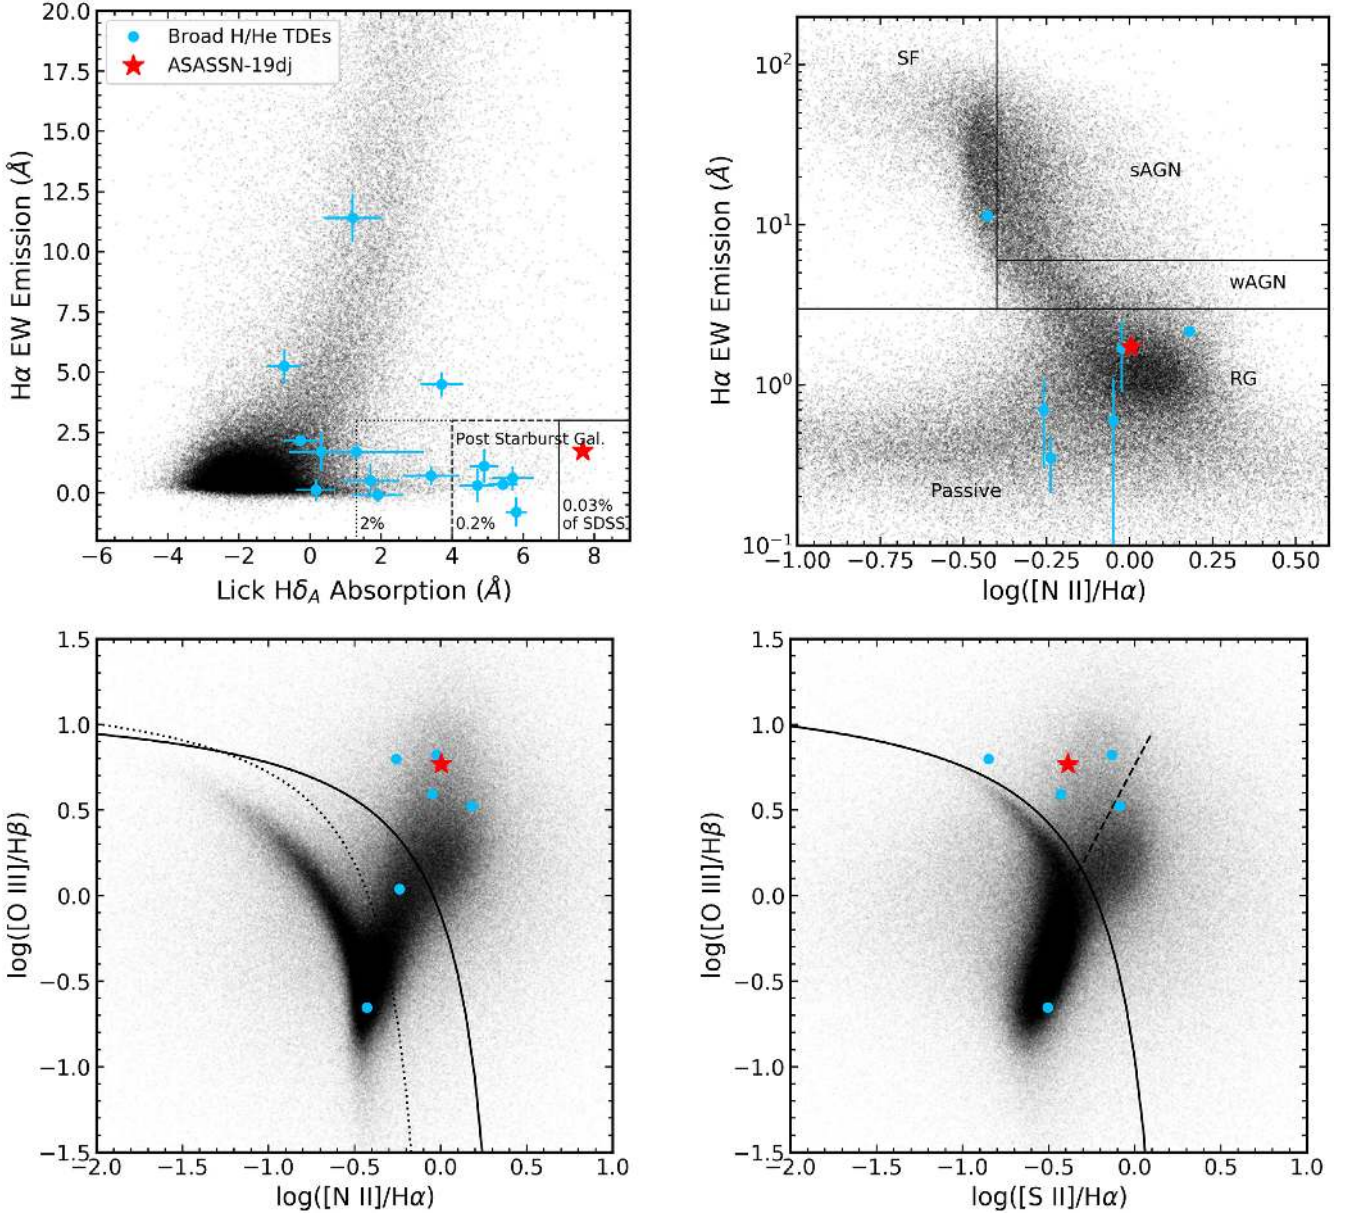 20.0
17.5
15.0
12.5
10.0
7.5
5.0
2.5
0.0
Hα EW Emission (Å)
Broad H/He TDEs
ASASSN-19dj
Post Starburst Gal.
2%
0.2%
0.03%
of SDSS
−6 −4 −2 0 2 4 6 8
Lick HδA Absorption (Å)
10²
10¹
10⁰
10⁻¹
Hα EW Emission (Å)
SF
sAGN
wAGN
RG
Passive
−1.00 −0.75 −0.50 −0.25 0.00 0.25 0.50
log([N II]/Hα)
1.5
1.0
0.5
0.0
−0.5
−1.0
−1.5
log([O III]/Hβ)
−2.0 −1.5 −1.0 −0.5 0.0 0.5 1.0
log([N II]/Hα)
1.5
1.0
0.5
0.0
−0.5
−1.0
−1.5
log([O III]/Hβ)
−2.0 −1.5 −1.0 −0.5 0.0 0.5 1.0
log([S II]/Hα)